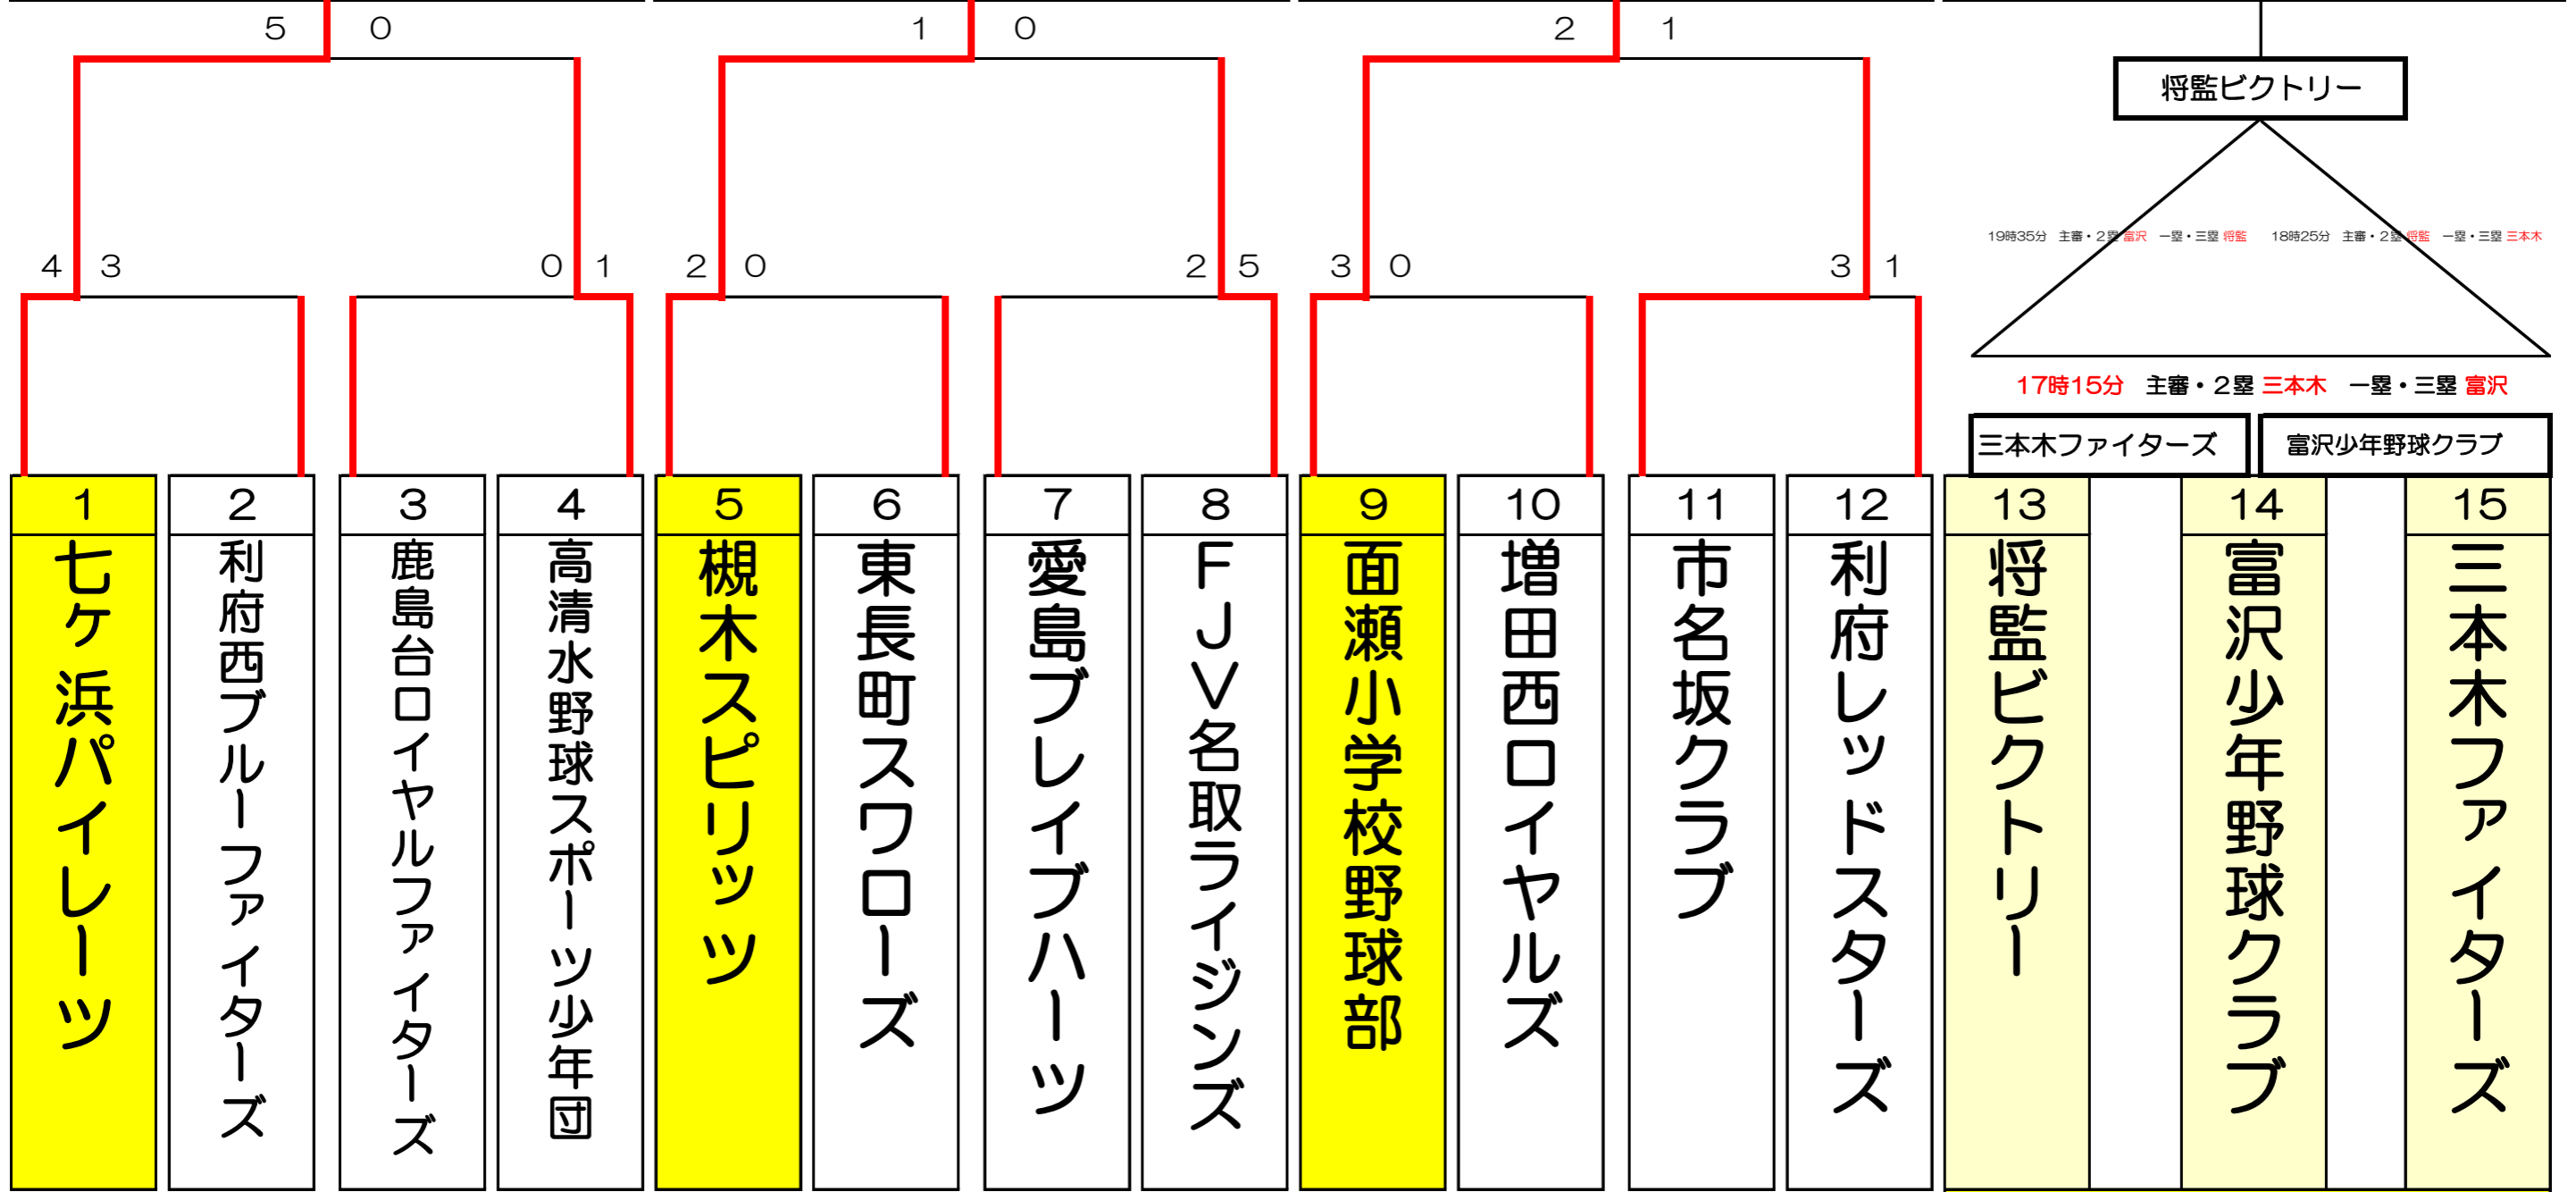 ５　０　１　０　２　１
将監ビクトリー
19時35分　主審・２塁 富沢　一塁・三塁 将監　18時25分　主審・２塁 将監　一塁・三塁 三本木
４　３　０　１　２　０　２　５　３　０　３　１
17時15分　主審・２塁 三本木　一塁・三塁 富沢
三本木ファイターズ　富沢少年野球クラブ
1　2　3　4　5　6　7　8　9　10　11　12　13　14　15
七ヶ浜パイレーツ
利府西ブルーファイターズ
鹿島台ロイヤルファイターズ
高清水野球スポーツ少年団
槻木スピリッツ
東長町スワローズ
愛島ブレイブハーツ
ＦＪＶ名取ライジンズ
面瀬小学校野球部
増田西ロイヤルズ
市名坂クラブ
利府レッドスターズ
将監ビクトリー
富沢少年野球クラブ
三本木ファイターズ